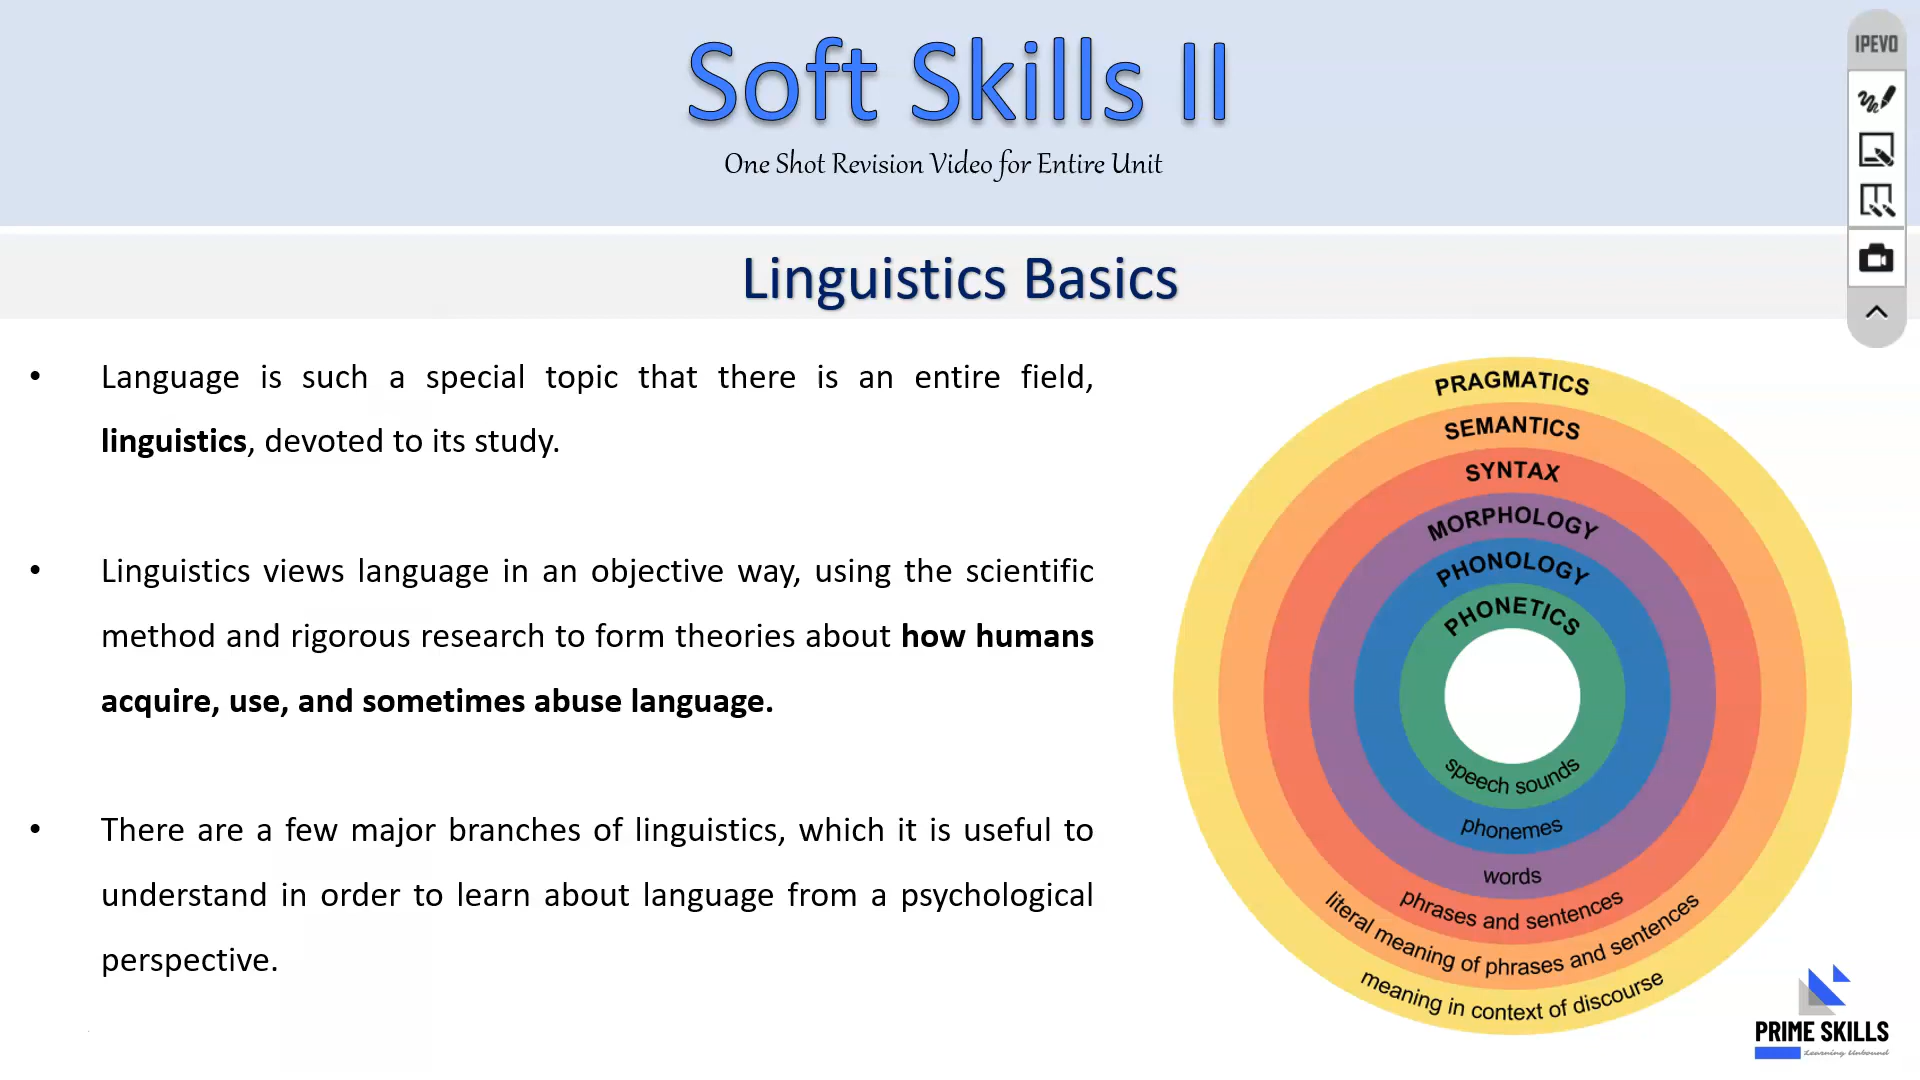 Soft Skills II
One Shot Revision Video for Entire Unit
IPEVO
Linguistics Basics
• Language is such a special topic that there is an entire field,
linguistics, devoted to its study.
• Linguistics views language in an objective way, using the scientific
method and rigorous research to form theories about how humans
acquire, use, and sometimes abuse language.
• There are a few major branches of linguistics, which it is useful to
understand in order to learn about language from a psychological
perspective.
PRAGMATICS
SEMANTICS
SYNTAX
MORPHOLOGY
PHONOLOGY
PHONETICS
speech sounds
phonemes
words
phrases and sentences
literal meaning of phrases and sentences
meaning in context of discourse
PRIME SKILLS
Learning Unbound